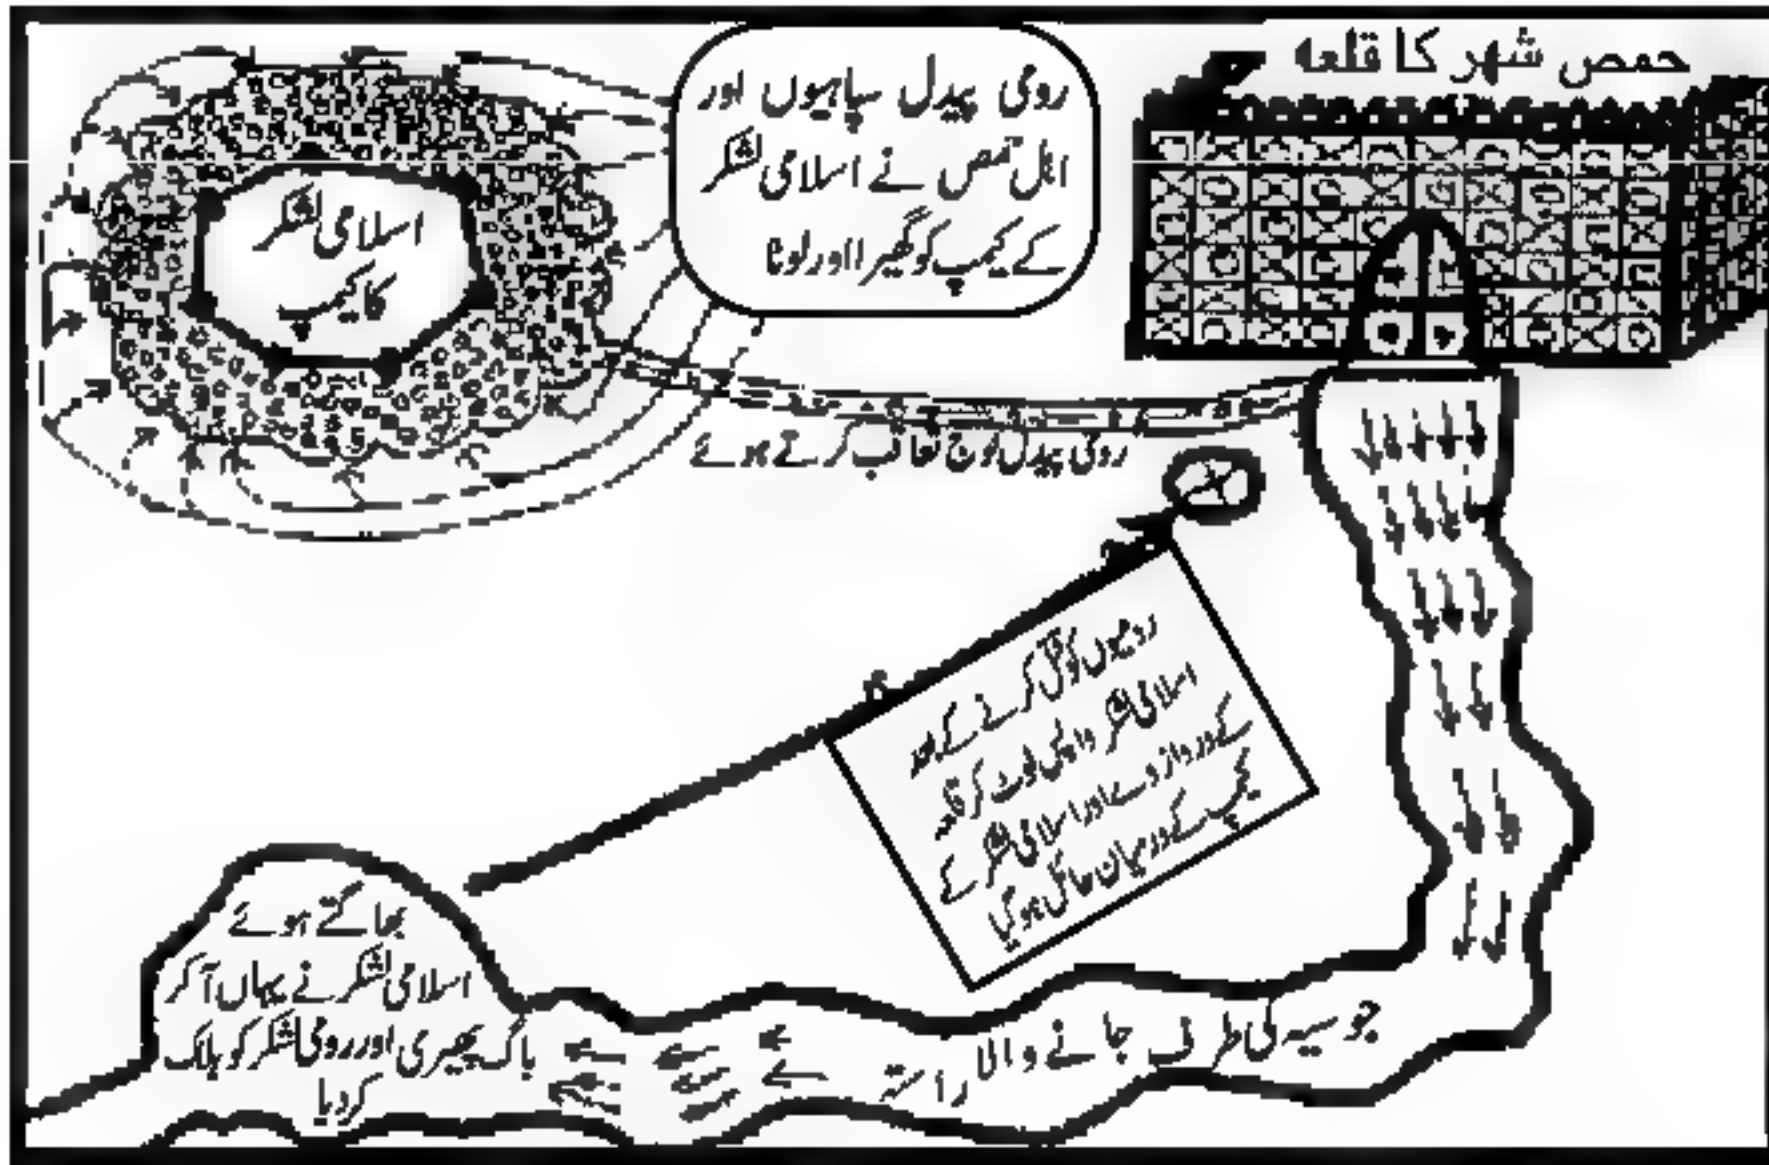 حمص شہر کا قلعہ
رومی پیدل سپاہیوں اور
اہل حمص نے اسلامی لشکر
کے کیمپ کو گھیرا اور لوٹا
اسلامی لشکر
کا کیمپ
رومی پیدل فوج تعاقب کرتے ہوئے
رومیوں کو قتل کرنے کے بعد
اسلامی لشکر واپس لوٹ کر قلعہ
کے دروازے اور اسلامی لشکر کے
کیمپ کے درمیان حائل ہو گیا
جوسیہ کی طرف جانے والا راستہ
بھاگتے ہوئے
اسلامی لشکر نے یہاں آکر
باگ پھیری اور رومی لشکر کو ہلاک
کر دیا